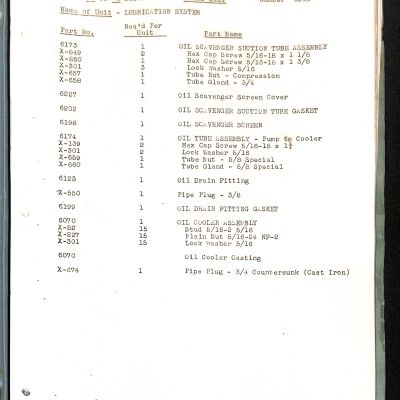 Name of Unit - LUBRICATION SYSTEM
Part No. Req'd Per Unit Part Name
6173 1 OIL SCAVENGER SUCTION TUBE ASSEMBLY
X-849 2 Hex Cap Screw 5/16-18 x 1 1/8
X-850 1 Hex Cap Screw 5/16-18 x 1 3/8
X-301 3 Lock Washer 5/16
X-657 1 Tube Nut - Compression
X-658 1 Tube Gland - 3/4
6227 1 Oil Scavenger Screen Cover
6202 1 OIL SCAVENGER SUCTION TUBE GASKET
6198 1 OIL SCAVENGER SCREEN
6174 1 OIL TUBE ASSEMBLY - Pump to Cooler
X-139 2 Hex Cap Screw 5/16-18 x
X-301 2 Lock Washer 5/16
X-659 1 Tube Nut - 5/8 Special
X-660 1 Tube Gland - 5/8 Special
6123 1 Oil Drain Fitting
X-550 1 Pipe Plug - 3/8
6199 1 OIL DRAIN FITTING GASKET
6070 1 OIL COOLER ASSEMBLY
X-52 15 Stud 5/16-2 5/16
X-227 15 Plain Nut 5/16-24 NF-2
X-301 15 Lock Washer 5/16
6070 Oil Cooler Casting
X-674 1 Pipe Plug - 3/4 Countersunk (Cast Iron)